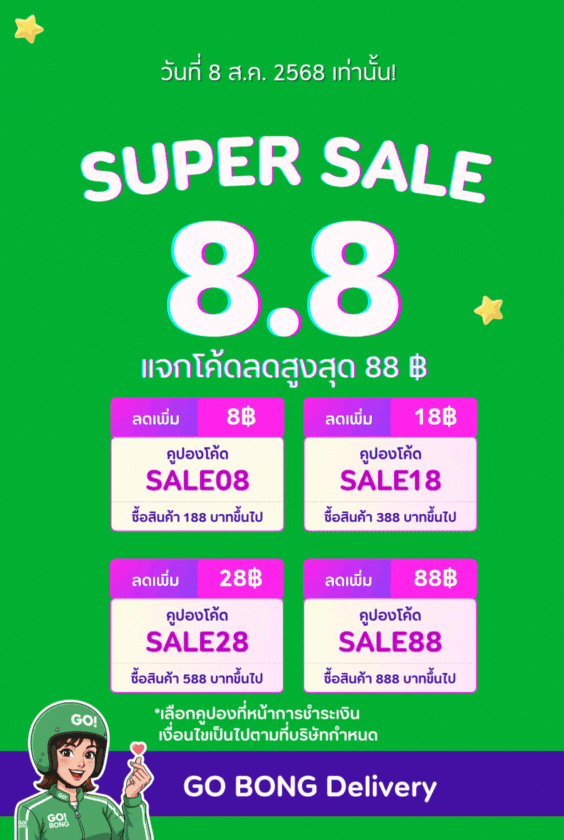 วันที่ 8 ส.ค. 2568 เท่านั้น!
SUPER SALE
8.8
แจกโค้ดลดสูงสุด 88 ฿
ลดเพิ่ม 8฿
คูปองโค้ด
SALE08
ซื้อสินค้า 188 บาทขึ้นไป
ลดเพิ่ม 18฿
คูปองโค้ด
SALE18
ซื้อสินค้า 388 บาทขึ้นไป
ลดเพิ่ม 28฿
คูปองโค้ด
SALE28
ซื้อสินค้า 588 บาทขึ้นไป
ลดเพิ่ม 88฿
คูปองโค้ด
SALE88
ซื้อสินค้า 888 บาทขึ้นไป
*เลือกคูปองที่หน้าการชำระเงิน
เงื่อนไขเป็นไปตามที่บริษัทกำหนด
GO!
GO!
GO!
BONG
GO BONG Delivery